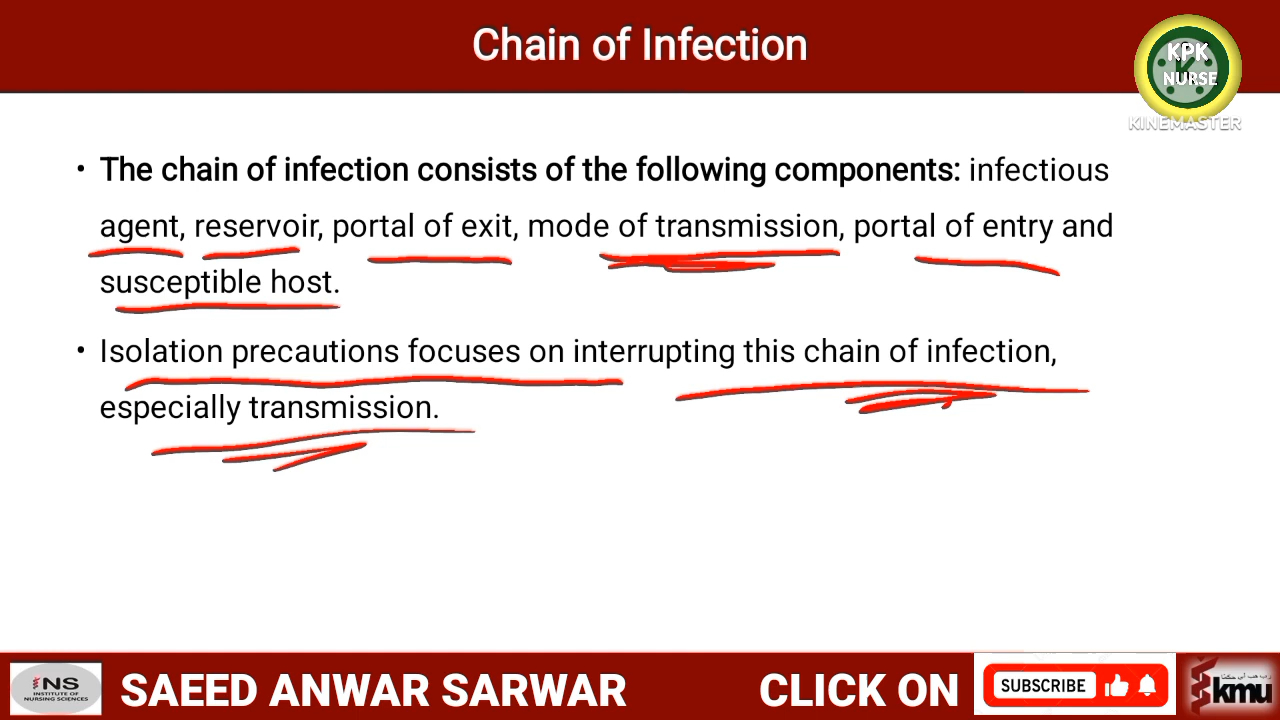 Chain of Infection
KPK
NURSE
KINEMASTER
• The chain of infection consists of the following components: infectious
agent, reservoir, portal of exit, mode of transmission, portal of entry and
susceptible host.
• Isolation precautions focuses on interrupting this chain of infection,
especially transmission.
INS
INSTITUTE OF
NURSING SCIENCES
SAEED ANWAR SARWAR
CLICK ON
SUBSCRIBE
kmu